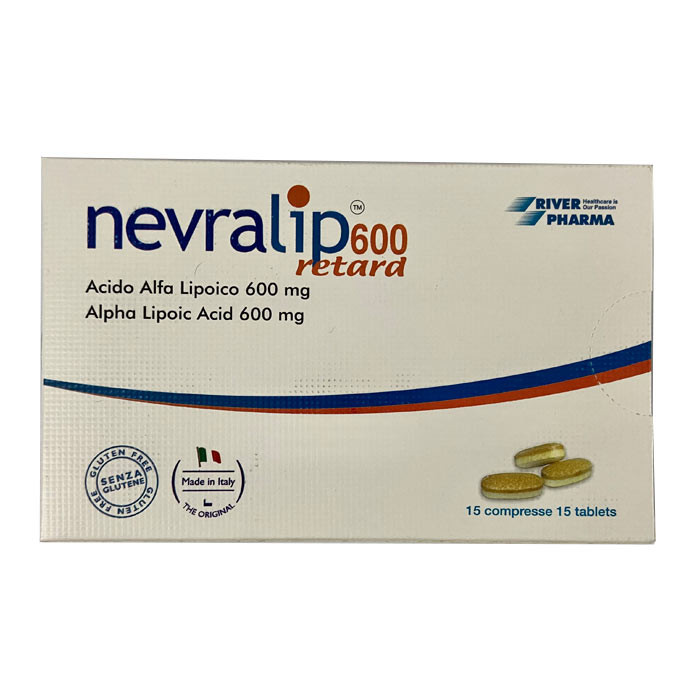 nevralip600™
retard
RIVER
PHARMA
Healthcare is
Our Passion
Acido Alfa Lipoico 600 mg
Alpha Lipoic Acid 600 mg
GLUTEN FREE
SENZA
GLUTINE
GLUTEN FREE
Made in Italy
THE ORIGINAL
15 compresse 15 tablets